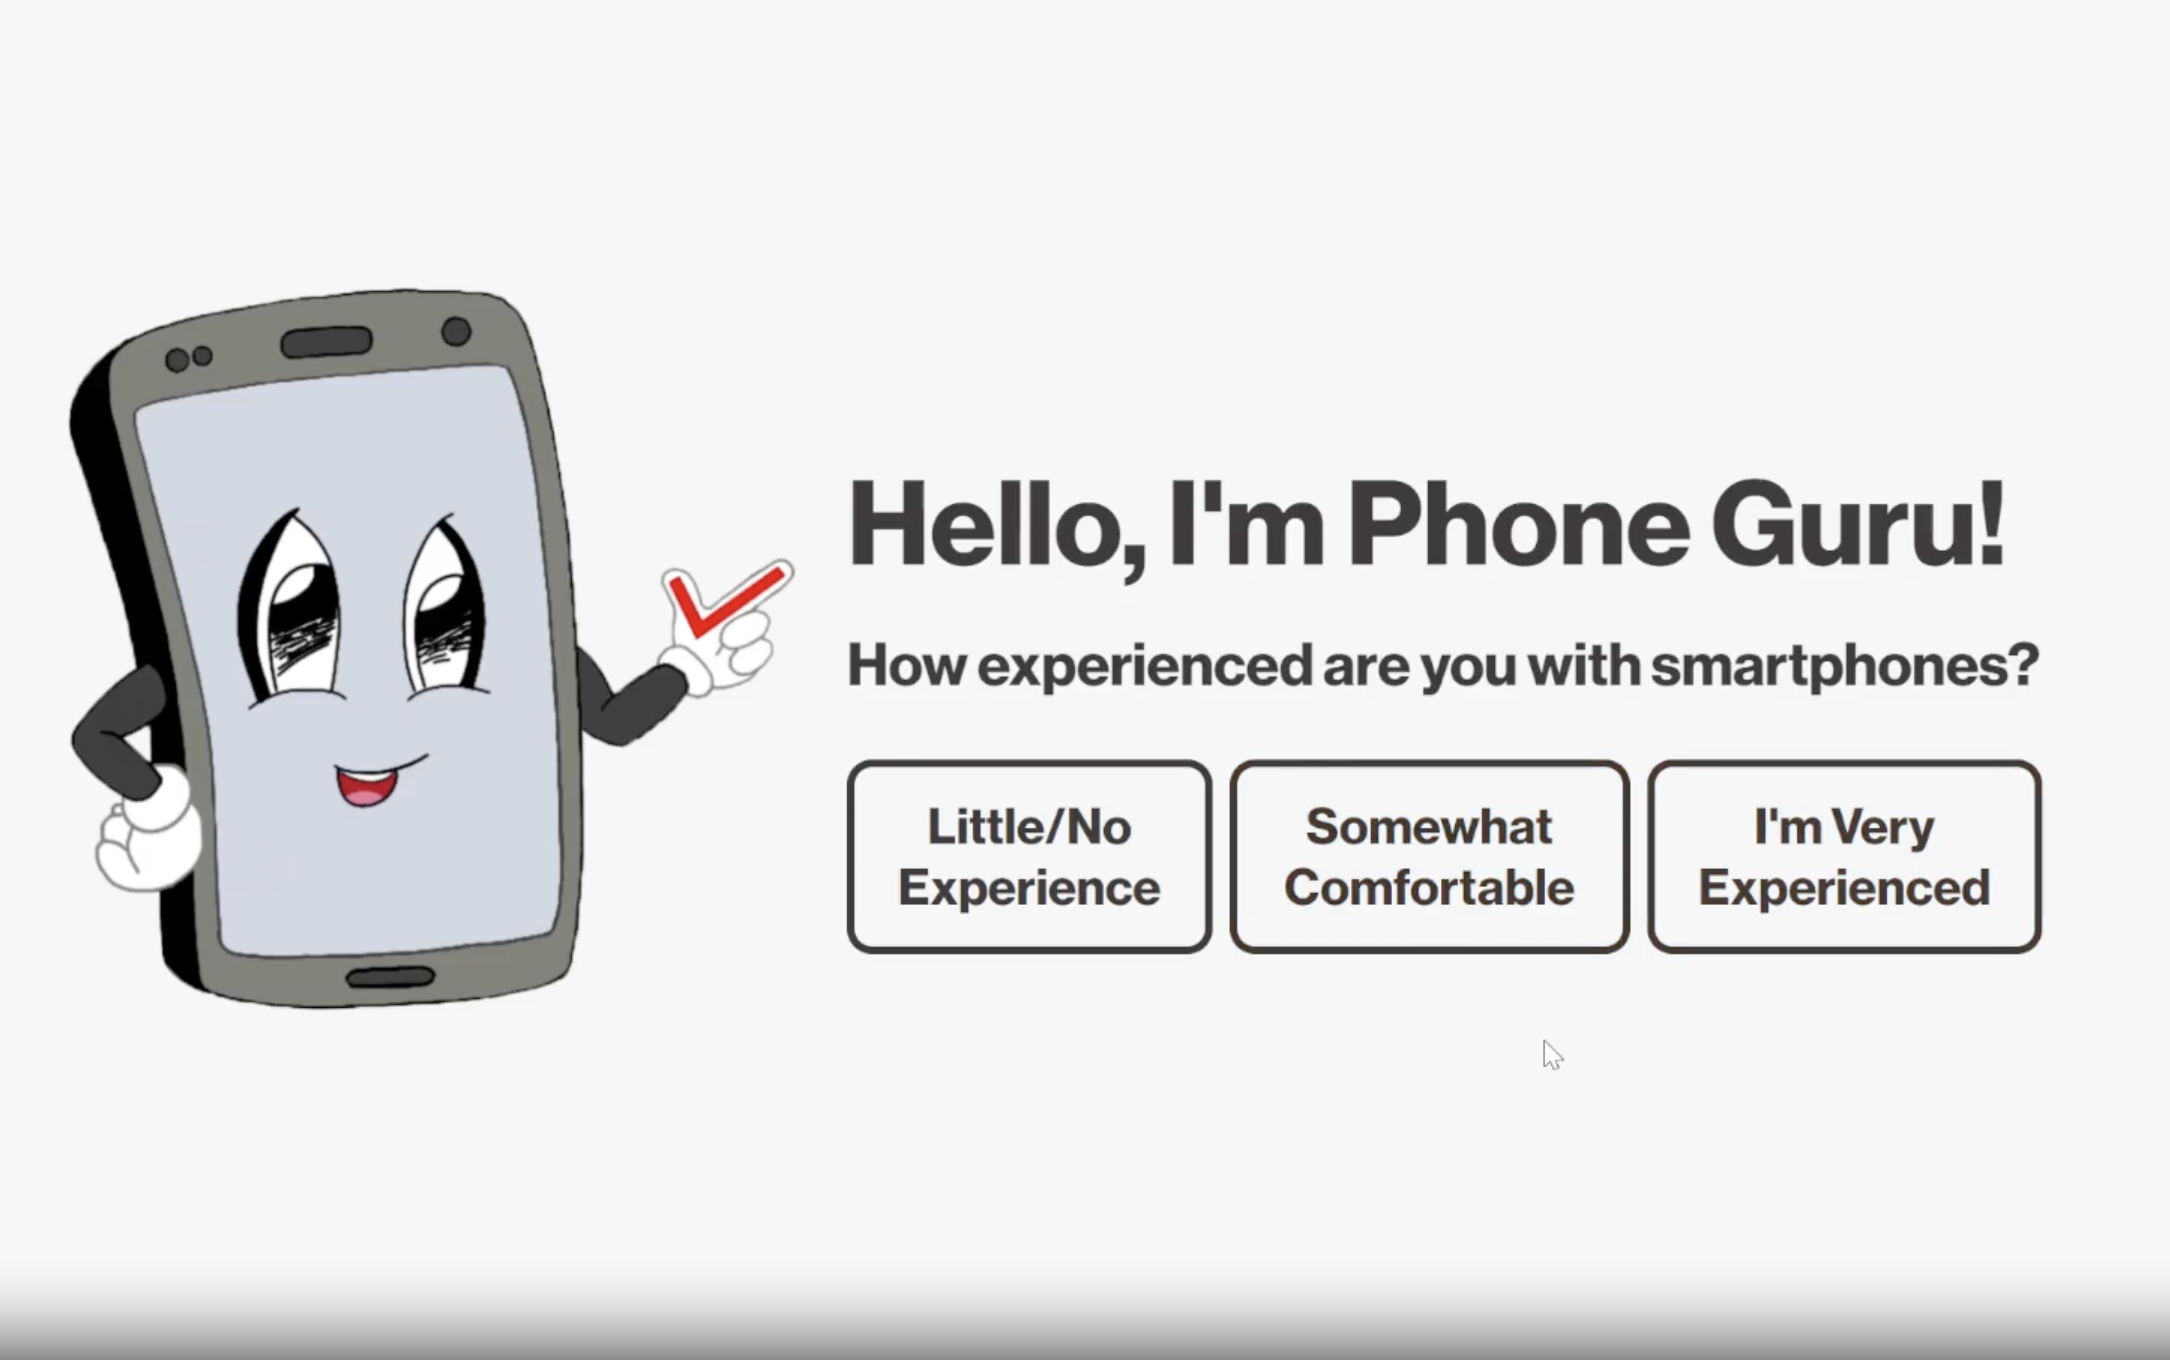 Hello, I'm Phone Guru!
How experienced are you with smartphones?
Little/No
Experience
Somewhat
Comfortable
I'm Very
Experienced